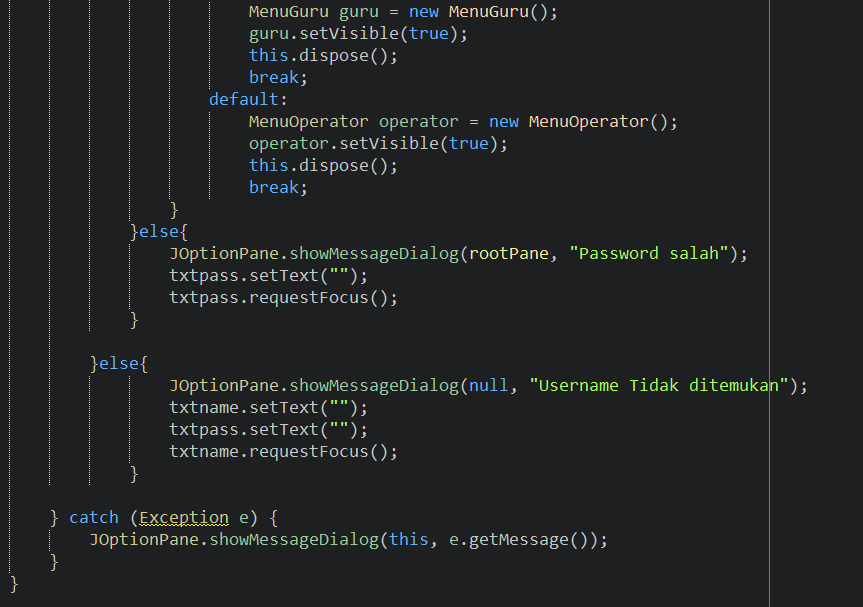 MenuGuru guru = new MenuGuru();
guru.setVisible(true);
this.dispose();
break;
default:
MenuOperator operator = new MenuOperator();
operator.setVisible(true);
this.dispose();
break;
}
}else{
JOptionPane.showMessageDialog(rootPane, "Password salah");
txtpass.setText("");
txtpass.requestFocus();
}
}else{
JOptionPane.showMessageDialog(null, "Username Tidak ditemukan");
txtname.setText("");
txtpass.setText("");
txtname.requestFocus();
}
} catch (Exception e) {
JOptionPane.showMessageDialog(this, e.getMessage());
}
}